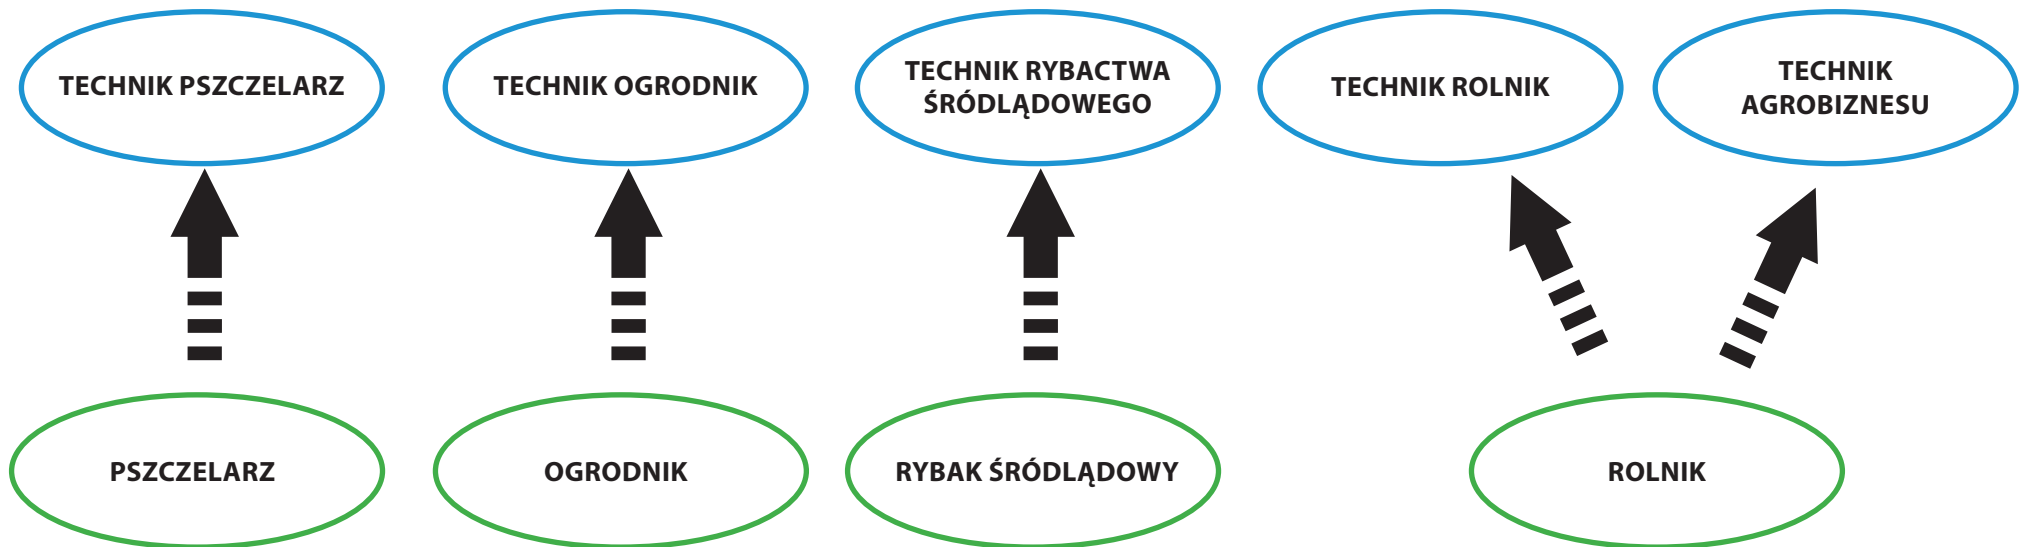 TECHNIK PSZCZELARZ
TECHNIK OGRODNIK
TECHNIK RYBACTWA
ŚRÓDLĄDOWEGO
TECHNIK ROLNIK
TECHNIK
AGROBIZNESU
PSZCZELARZ
OGRODNIK
RYBAK ŚRÓDLĄDOWY
ROLNIK